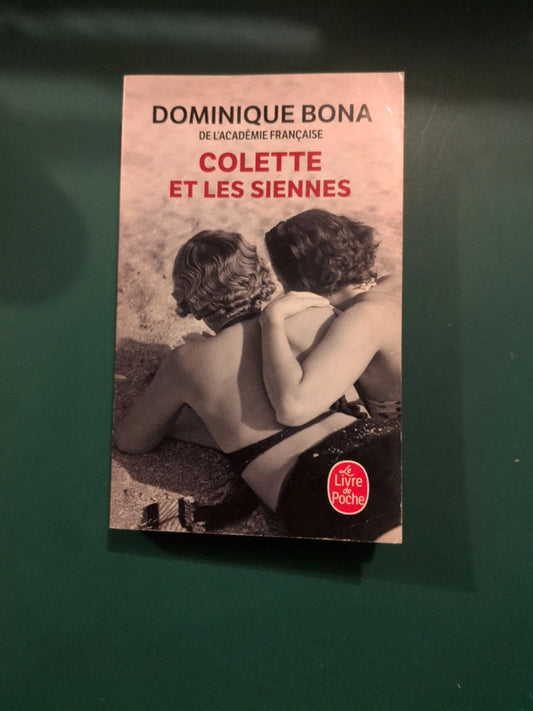 DOMINIQUE BONA
DE L'ACADÉMIE FRANÇAISE
COLETTE
ET LES SIENNES
Le
Livre
de
Poche